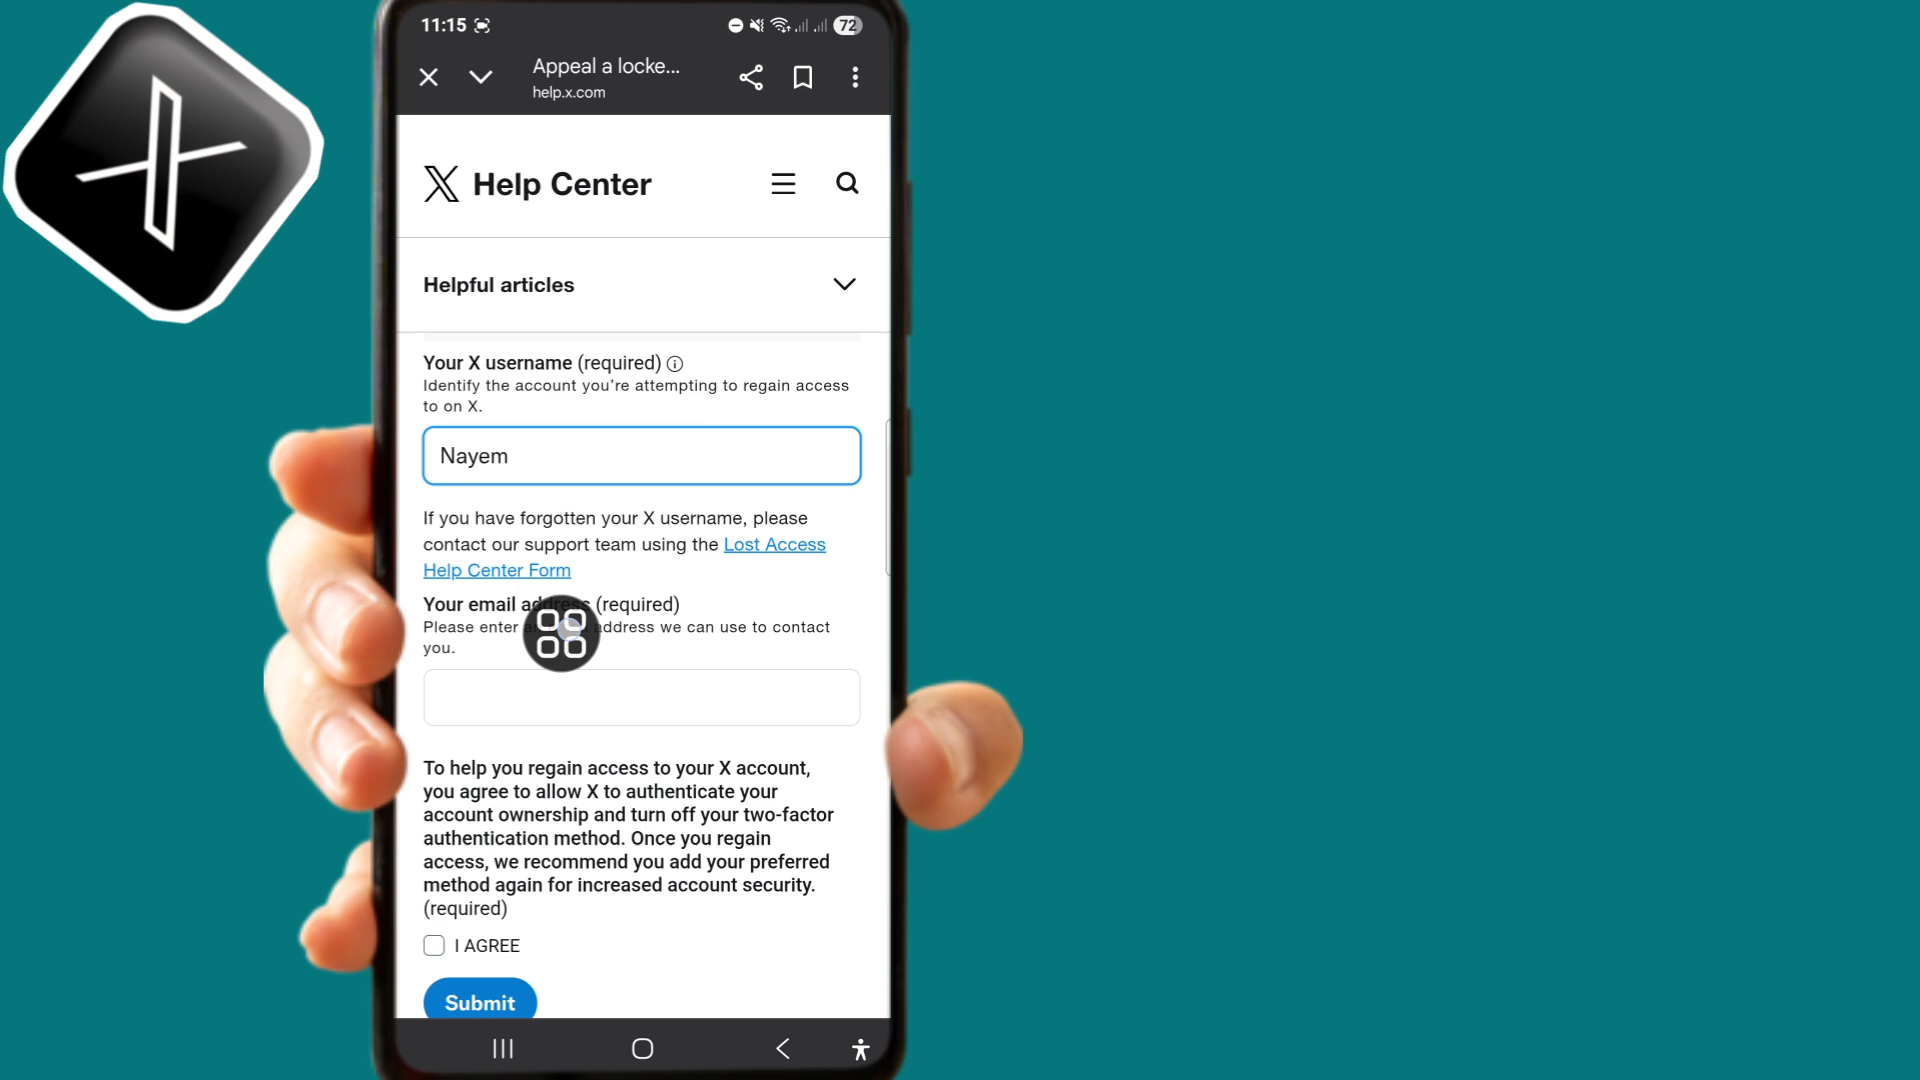 11:15
72
Appeal a locke...
help.x.com
Help Center
Helpful articles
Your X username (required)
Identify the account you're attempting to regain access
to on X.
Nayem
If you have forgotten your X username, please
contact our support team using the Lost Access
Help Center Form
Your email address (required)
Please enter address we can use to contact
you.
To help you regain access to your X account,
you agree to allow X to authenticate your
account ownership and turn off your two-factor
authentication method. Once you regain
access, we recommend you add your preferred
method again for increased account security.
(required)
I AGREE
Submit